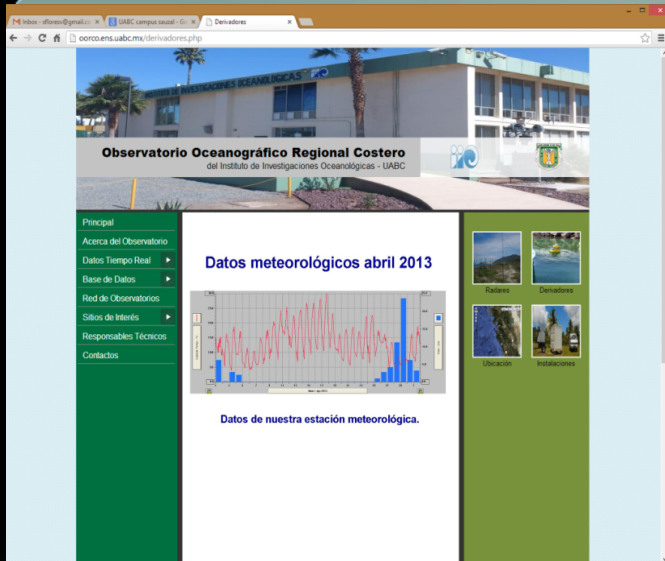 Inbox - efloresv@gmail.co
UABC campus sauzal - Go
Derivadores
oorco.ens.uabc.mx/derivadores.php
INSTITUTO DE INVESTIGACIONES OCEANOLÓGICAS
Observatorio Oceanográfico Regional Costero
del Instituto de Investigaciones Oceanológicas - UABC
Principal
Acerca del Observatorio
Datos Tiempo Real
Base de Datos
Red de Observatorios
Sitios de Interés
Responsables Técnicos
Contactos
Datos meteorológicos abril 2013
Datos de nuestra estación meteorológica.
Radares
Derivadores
Ubicación
Instalaciones